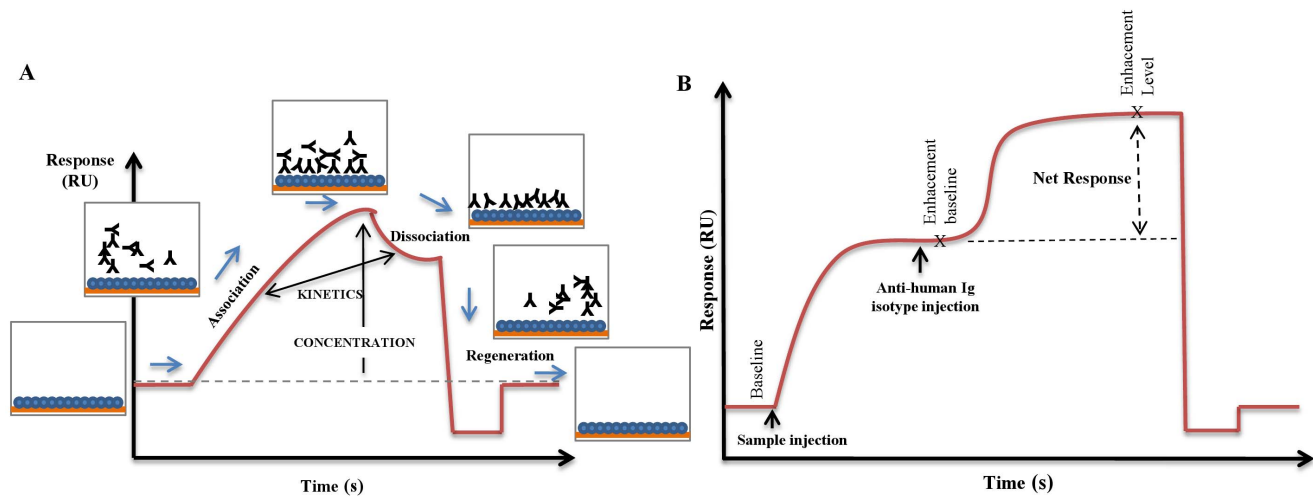 A
Response
(RU)
Association
Dissociation
KINETICS
CONCENTRATION
Regeneration
Time (s)
B
Response (RU)
Baseline
Sample injection
Anti-human Ig
isotype injection
Enhacement
baseline
Net Response
Enhacement
Level
X
X
Time (s)